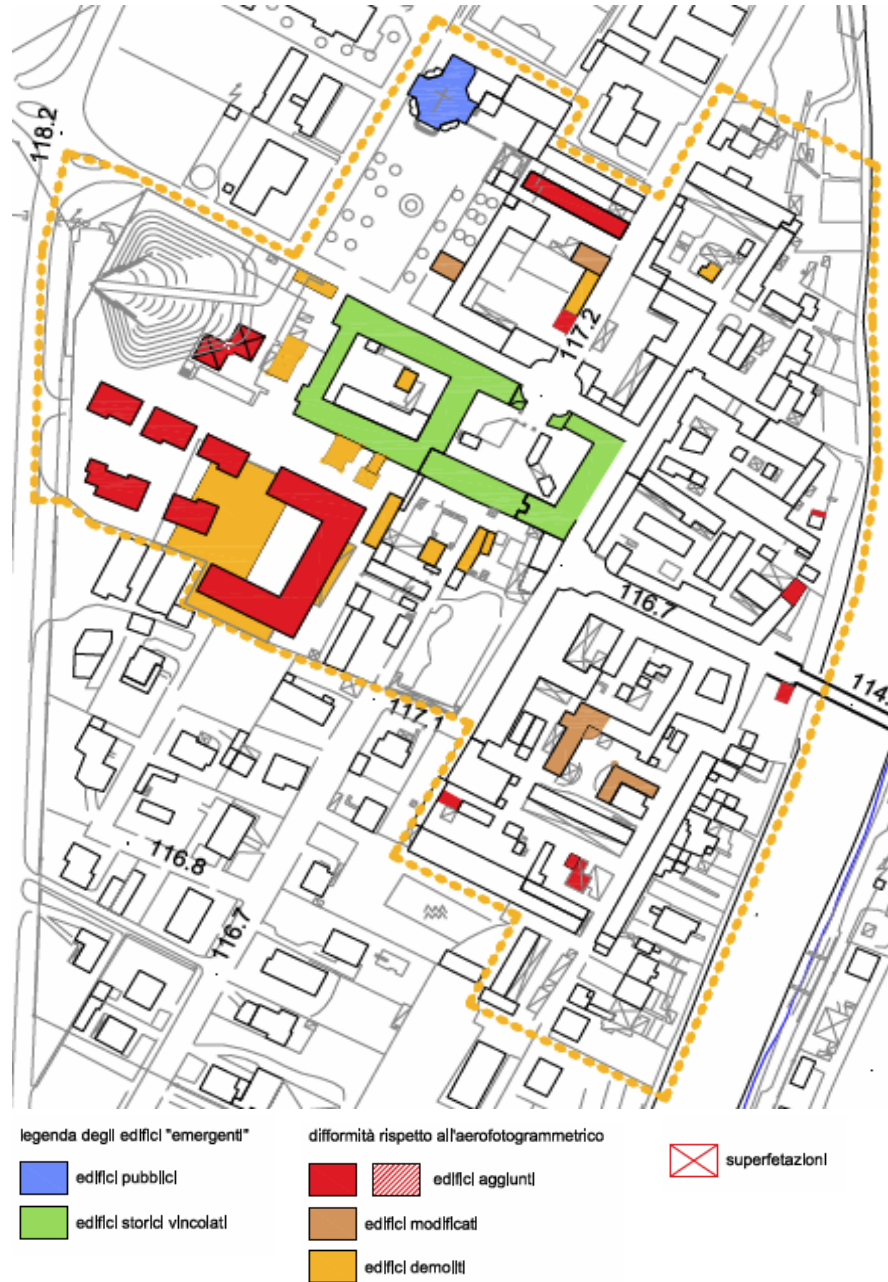 118.2
117.2
116.7
114.
117.1
116.8
116.7
legenda degli edifici "emergenti"
edifici pubblici
edifici storici vincolati
difformità rispetto all'aerofotogrammetrico
edifici aggiunti
edifici modificati
edifici demoliti
superfetazioni